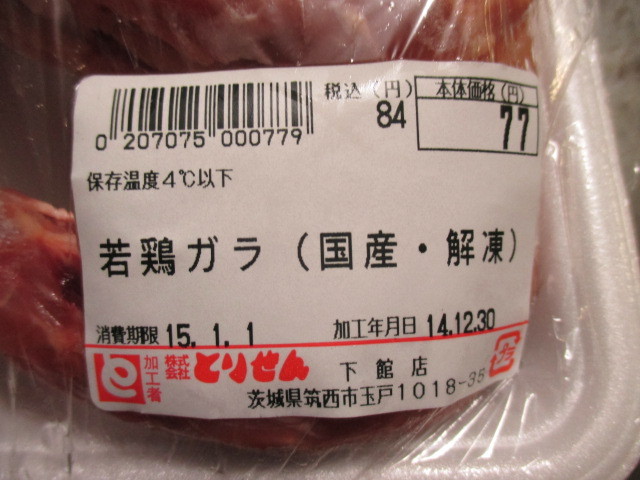 税込(円) 本体価格(円)
0 207075 000779 84 77
保存温度4℃以下
若鶏ガラ(国産・解凍)
消費期限 15.1.1 加工年月日 14.12.30
加工者 株式会社 とりせん 下館店 プラ
茨城県筑西市玉戸1018-38